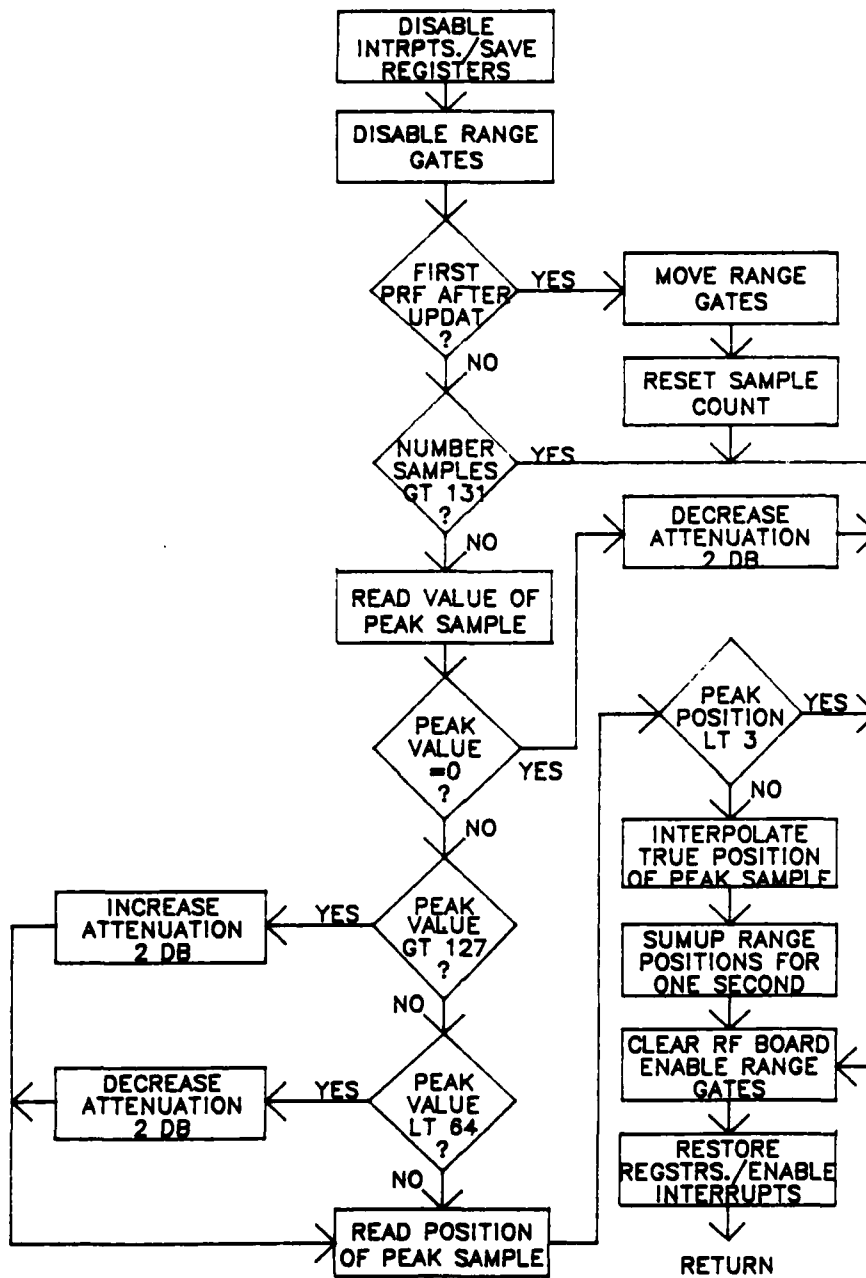 DISABLE
INTRPTS./SAVE
REGISTERS
DISABLE RANGE
GATES
FIRST
PRF AFTER
UPDAT
?
YES
MOVE RANGE
GATES
NO
RESET SAMPLE
COUNT
NUMBER
SAMPLES
GT 131
?
YES
NO
DECREASE
ATTENUATION
2 DB
READ VALUE OF
PEAK SAMPLE
PEAK
VALUE
=0
?
YES
NO
PEAK
POSITION
LT 3
YES
NO
INTERPOLATE
TRUE POSITION
OF PEAK SAMPLE
INCREASE
ATTENUATION
2 DB
YES
PEAK
VALUE
GT 127
?
NO
SUMUP RANGE
POSITIONS FOR
ONE SECOND
CLEAR RF BOARD
ENABLE RANGE
GATES
DECREASE
ATTENUATION
2 DB
YES
PEAK
VALUE
LT 64
?
NO
RESTORE
REGSTRS./ENABLE
INTERRUPTS
READ POSITION
OF PEAK SAMPLE
RETURN